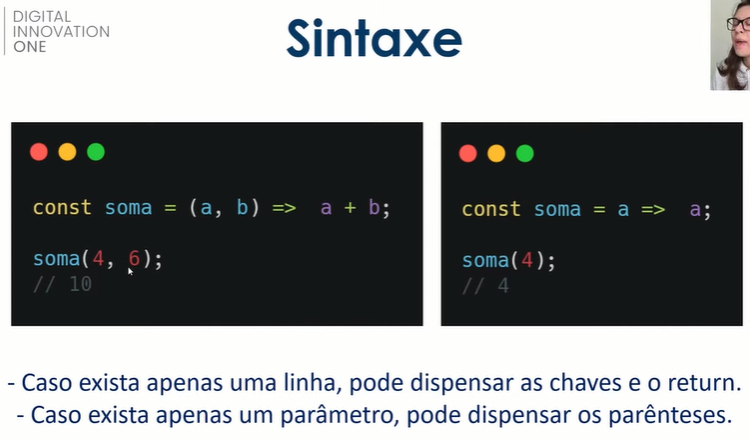 DIGITAL
INNOVATION
ONE
Sintaxe
const soma = (a, b) => a + b;
soma(4, 6);
// 10
const soma = a => a;
soma(4);
// 4
- Caso exista apenas uma linha, pode dispensar as chaves e o return.
- Caso exista apenas um parâmetro, pode dispensar os parênteses.